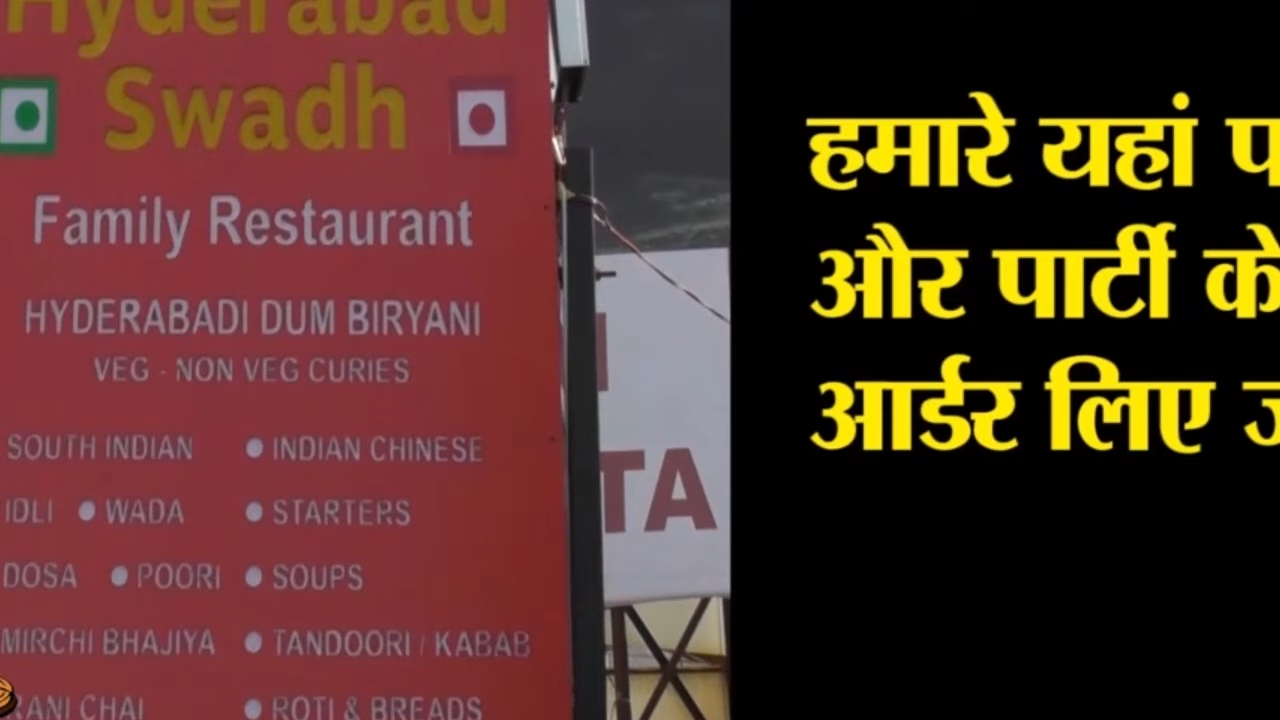 Hyderabad
Swadh
Family Restaurant
HYDERABADI DUM BIRYANI
VEG - NON VEG CURIES
SOUTH INDIAN
INDIAN CHINESE
IDLI • WADA
STARTERS
DOSA • POORI
SOUPS
MIRCHI BHAJIYA
TANDOORI / KABAB
CHAI
ROTI & BREADS
TA
हमारे यहां
और पार्टी के
आर्डर लिए